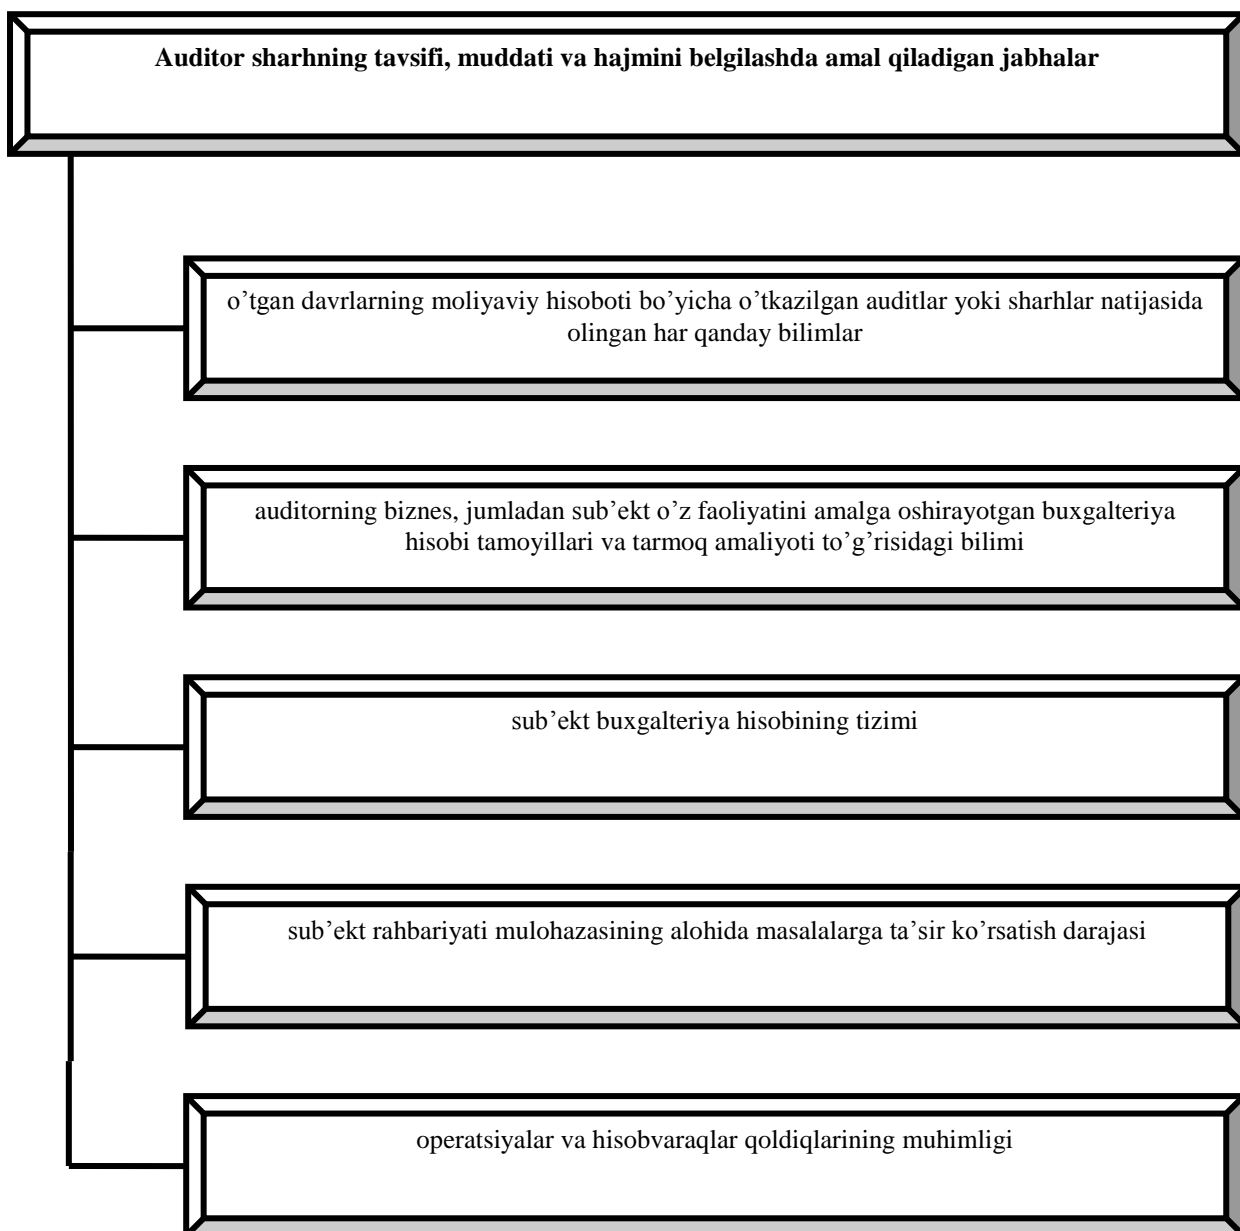 Auditor sharhning tavsifi, muddati va hajmini belgilashda amal qiladigan jabhalar
o’tgan davrlarning moliyaviy hisoboti bo’yicha o’tkazilgan auditlar yoki sharhlar natijasida
olingan har qanday bilimlar
auditorning biznes, jumladan sub’ekt o’z faoliyatini amalga oshirayotgan buxgalteriya
hisobi tamoyillari va tarmoq amaliyoti to’g’risidagi bilimi
sub’ekt buxgalteriya hisobining tizimi
sub’ekt rahbariyati mulohazasining alohida masalalarga ta’sir ko’rsatish darajasi
operatsiyalar va hisobvaraqlar qoldiqlarining muhimligi